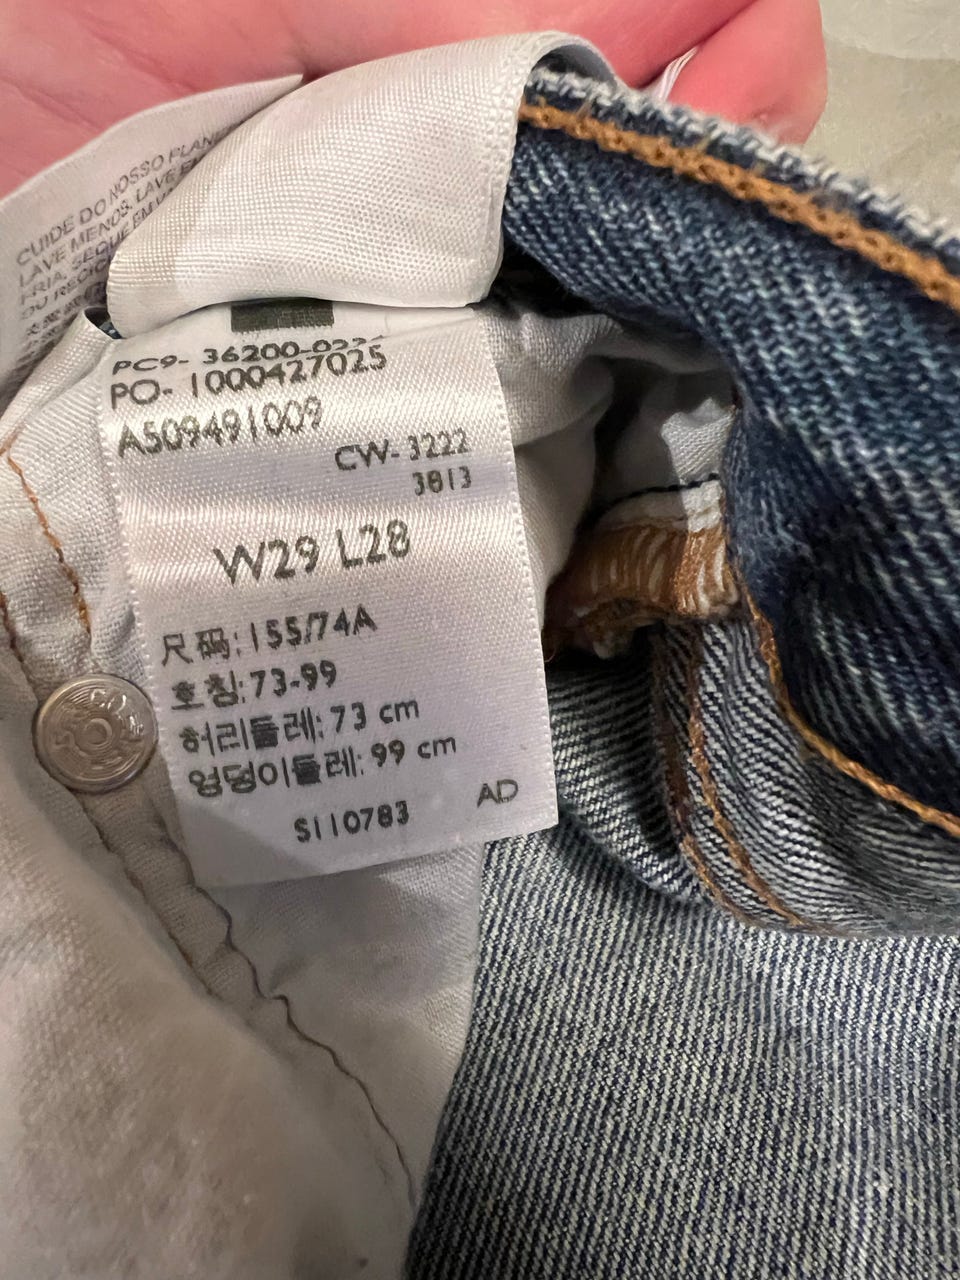 CUIDE DO NOSSO
LAVE MENOS. LAVE
FRIA. SEQUE EM
PC9- 36200-
PO- 1000427025
A509491009
CW- 3222
3813
W29 L28
尺码: 155/74A
호칭: 73-99
허리둘레: 73 cm
엉덩이둘레: 99 cm
S110783 AD